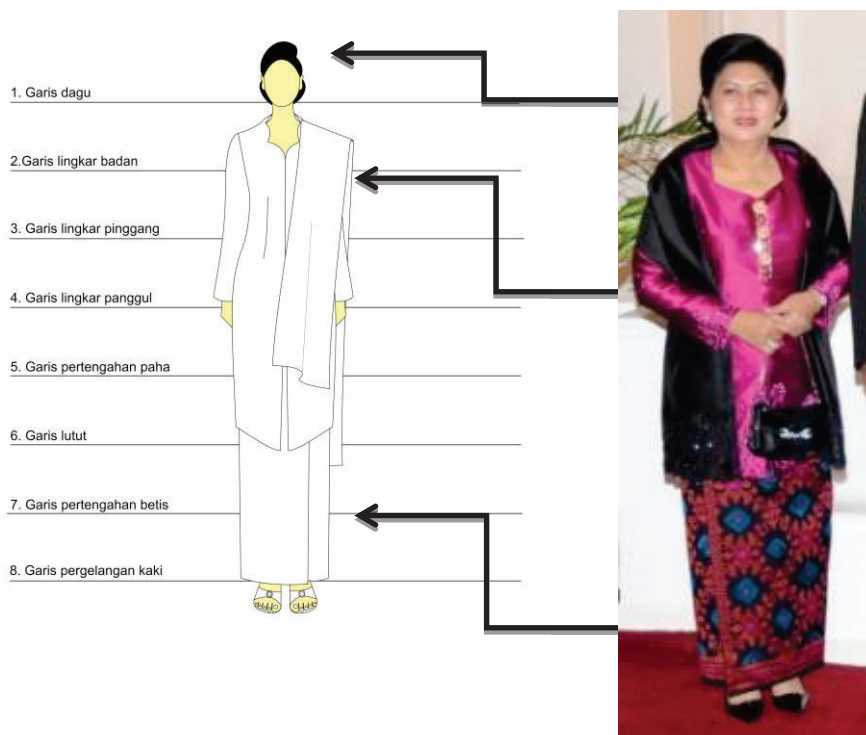 1. Garis dagu
2.Garis lingkar badan
3. Garis lingkar pinggang
4. Garis lingkar panggul
5. Garis pertengahan paha
6. Garis lutut
7. Garis pertengahan betis
8. Garis pergelangan kaki